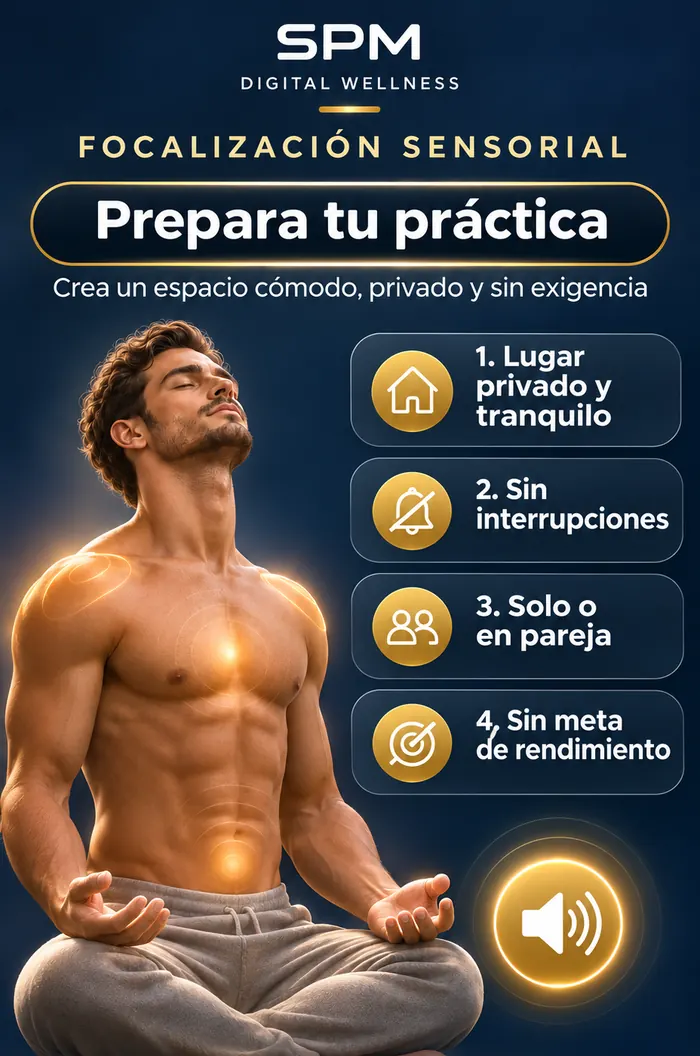 SPM
DIGITAL WELLNESS
FOCALIZACIÓN SENSORIAL
Prepara tu práctica
Crea un espacio cómodo, privado y sin exigencia
1. Lugar
privado y
tranquilo
2. Sin
interrupciones
3. Solo o
en pareja
4, Sin meta
de rendimiento